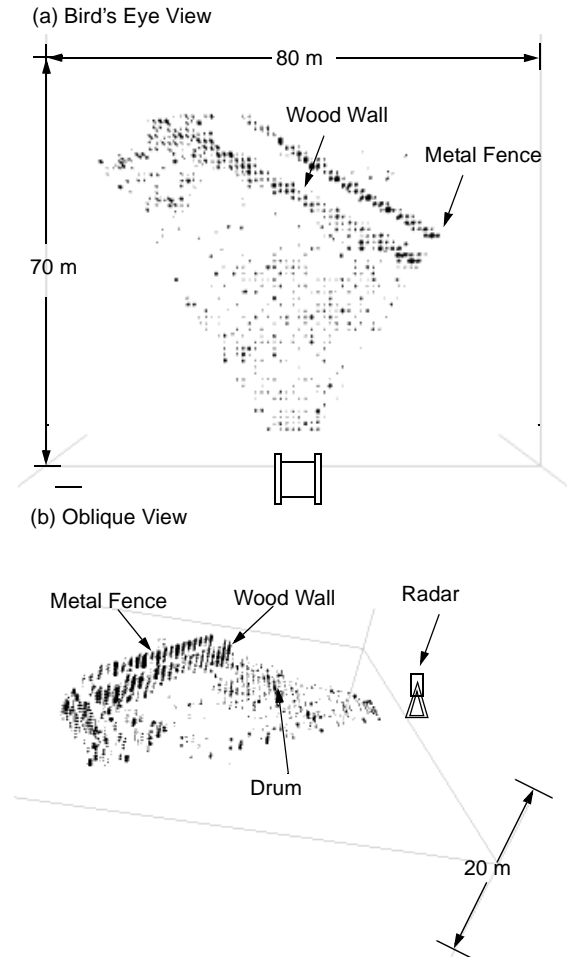 (a) Bird's Eye View
80 m
Wood Wall
Metal Fence
70 m
(b) Oblique View
Metal Fence
Wood Wall
Radar
Drum
20 m